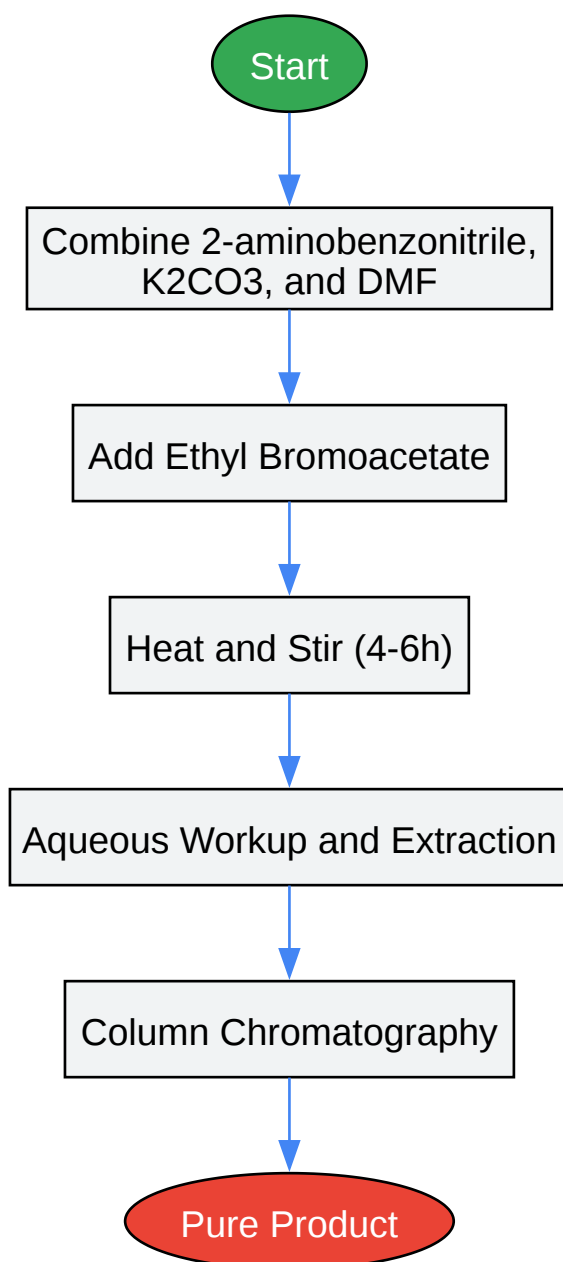 Start
Combine 2-aminobenzonitrile,
K2CO3, and DMF
Add Ethyl Bromoacetate
Heat and Stir (4-6h)
Aqueous Workup and Extraction
Column Chromatography
Pure Product